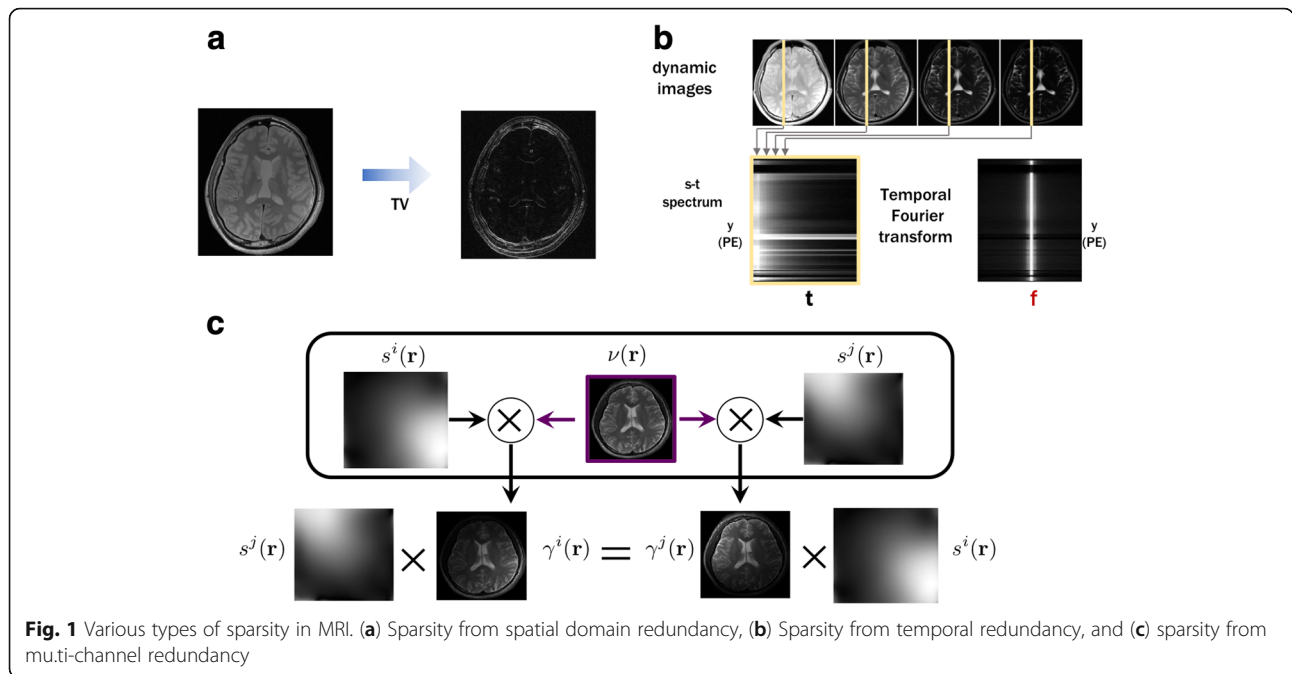 a
TV
b
dynamic
images
s-t
spectrum
y
(PE)
t
Temporal
Fourier
transform
y
(PE)
f
c
s^i(r)
ν(r)
s^j(r)
×
×
s^j(r) × γ^i(r) = γ^j(r) × s^i(r)
Fig. 1 Various types of sparsity in MRI. (a) Sparsity from spatial domain redundancy, (b) Sparsity from temporal redundancy, and (c) sparsity from
mu.ti-channel redundancy